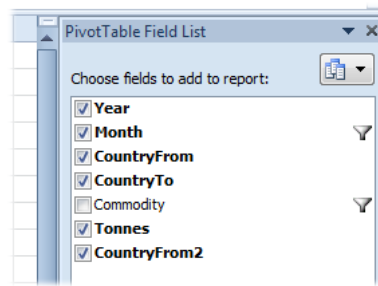 PivotTable Field List
Choose fields to add to report:
Year
Month
CountryFrom
CountryTo
Commodity
Tonnes
CountryFrom2